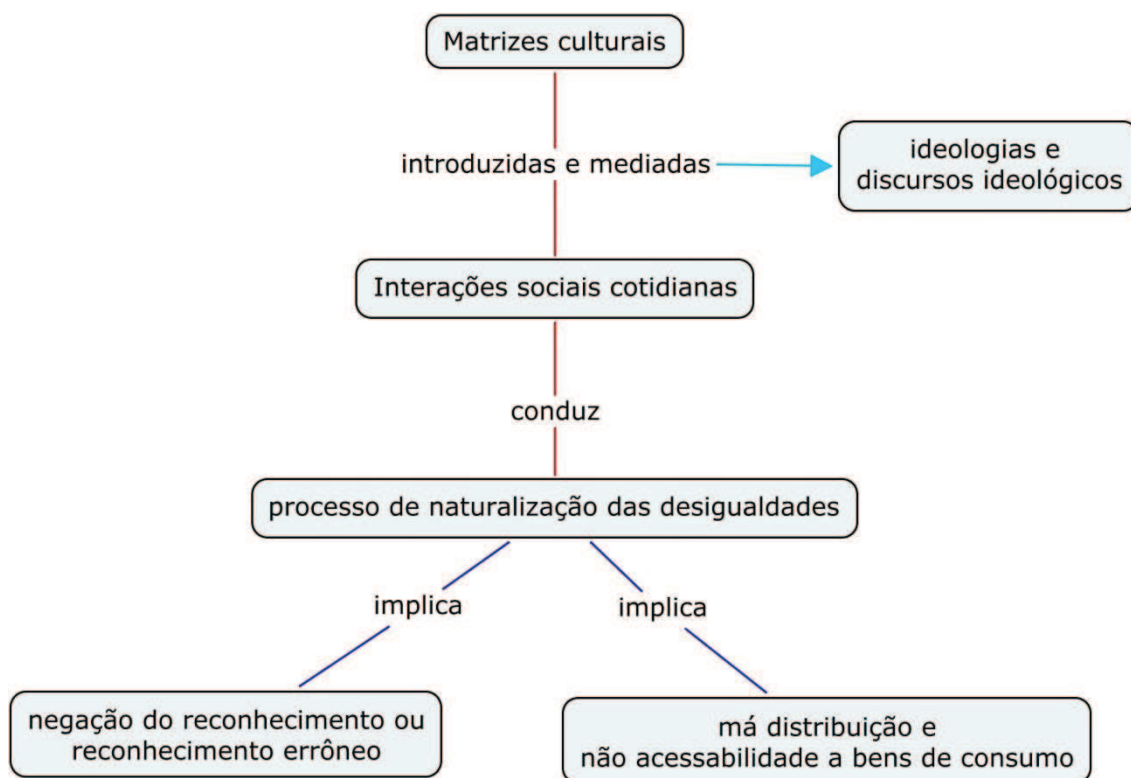 Matrizes culturais
introduzidas e mediadas
ideologias e
discursos ideológicos
Interações sociais cotidianas
conduz
processo de naturalização das desigualdades
implica
implica
negação do reconhecimento ou
reconhecimento errôneo
má distribuição e
não acessabilidade a bens de consumo